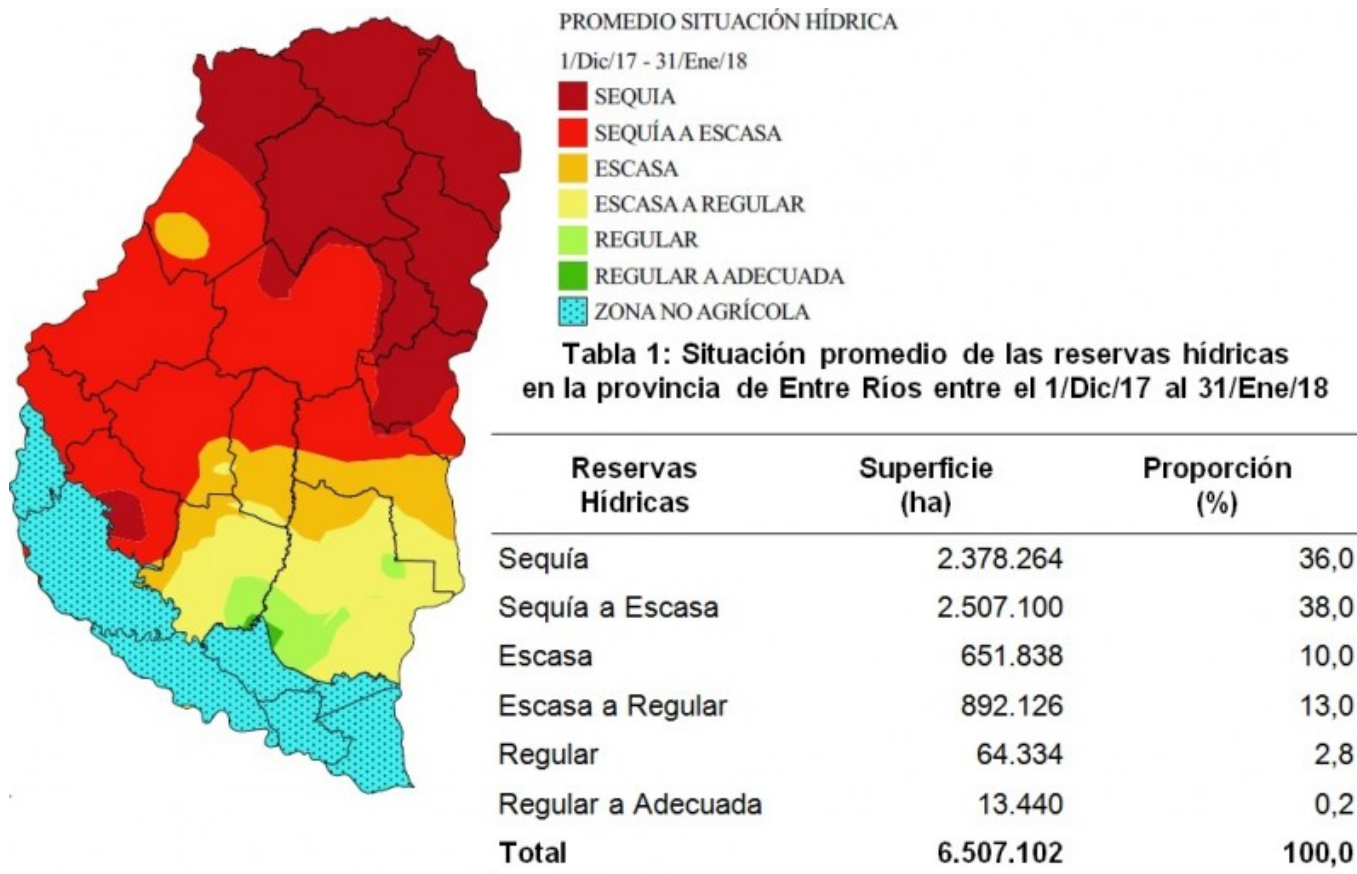 PROMEDIO SITUACIÓN HÍDRICA
1/Dic/17 - 31/Ene/18
SEQUIA
SEQUÍA A ESCASA
ESCASA
ESCASA A REGULAR
REGULAR
REGULAR A ADECUADA
ZONA NO AGRÍCOLA
Tabla 1: Situación promedio de las reservas hídricas
en la provincia de Entre Ríos entre el 1/Dic/17 al 31/Ene/18
Reservas Hídricas Superficie (ha) Proporción (%)
Sequía 2.378.264 36,0
Sequía a Escasa 2.507.100 38,0
Escasa 651.838 10,0
Escasa a Regular 892.126 13,0
Regular 64.334 2,8
Regular a Adecuada 13.440 0,2
Total 6.507.102 100,0